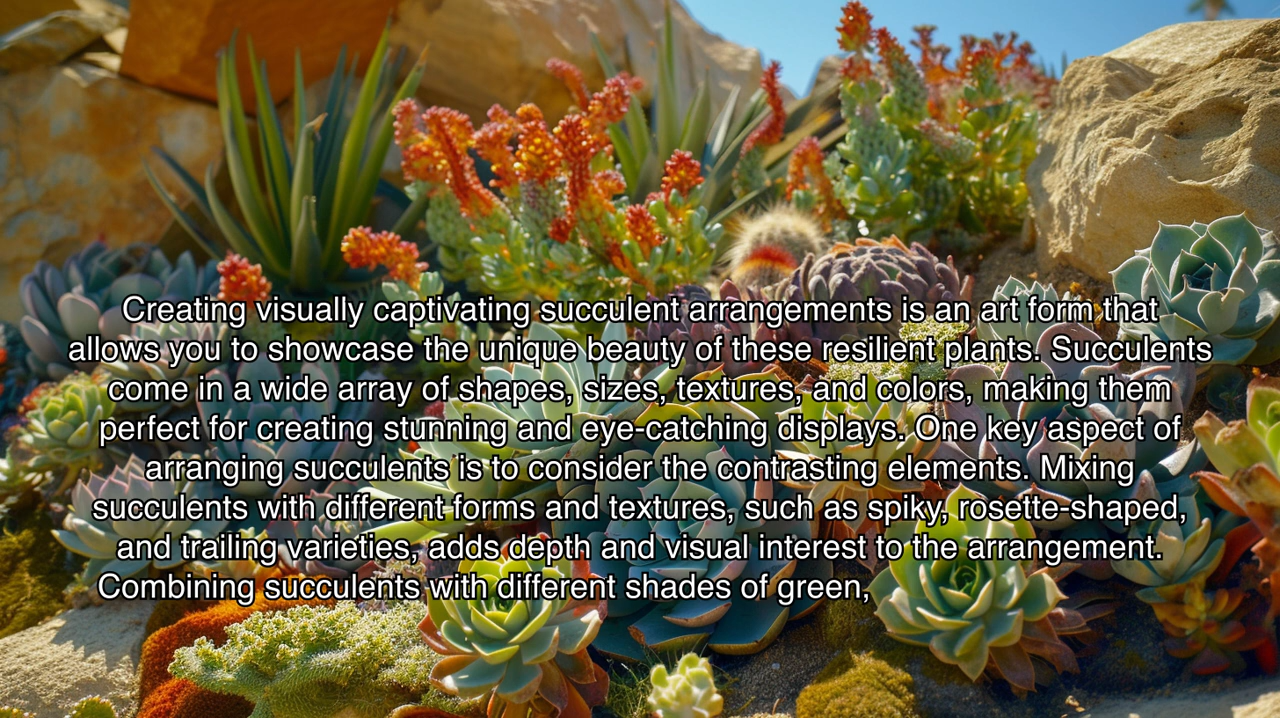 Creating visually captivating succulent arrangements is an art form that
allows you to showcase the unique beauty of these resilient plants. Succulents
come in a wide array of shapes, sizes, textures, and colors, making them
perfect for creating stunning and eye-catching displays. One key aspect of
arranging succulents is to consider the contrasting elements. Mixing
succulents with different forms and textures, such as spiky, rosette-shaped,
and trailing varieties, adds depth and visual interest to the arrangement.
Combining succulents with different shades of green,